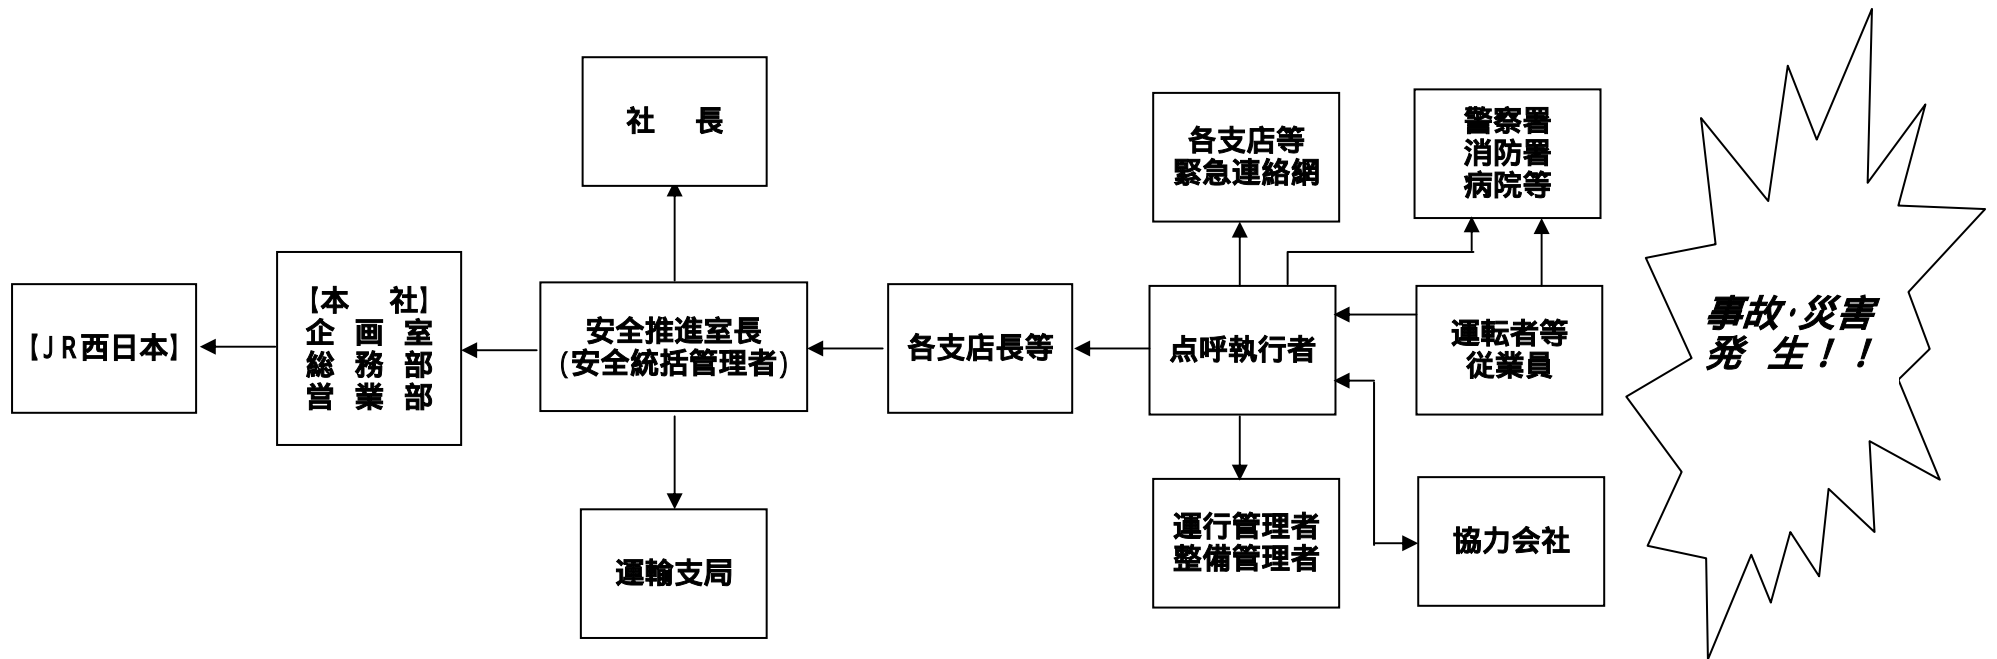 社　長
各支店等
緊急連絡網
警察署
消防署
病院等
【ＪＲ西日本】
【本　社】
企画室
総務部
営業部
安全推進室長
（安全統括管理者）
各支店長等
点呼執行者
運転者等
従業員
事故・災害
発　生！！
運輸支局
運行管理者
整備管理者
協力会社